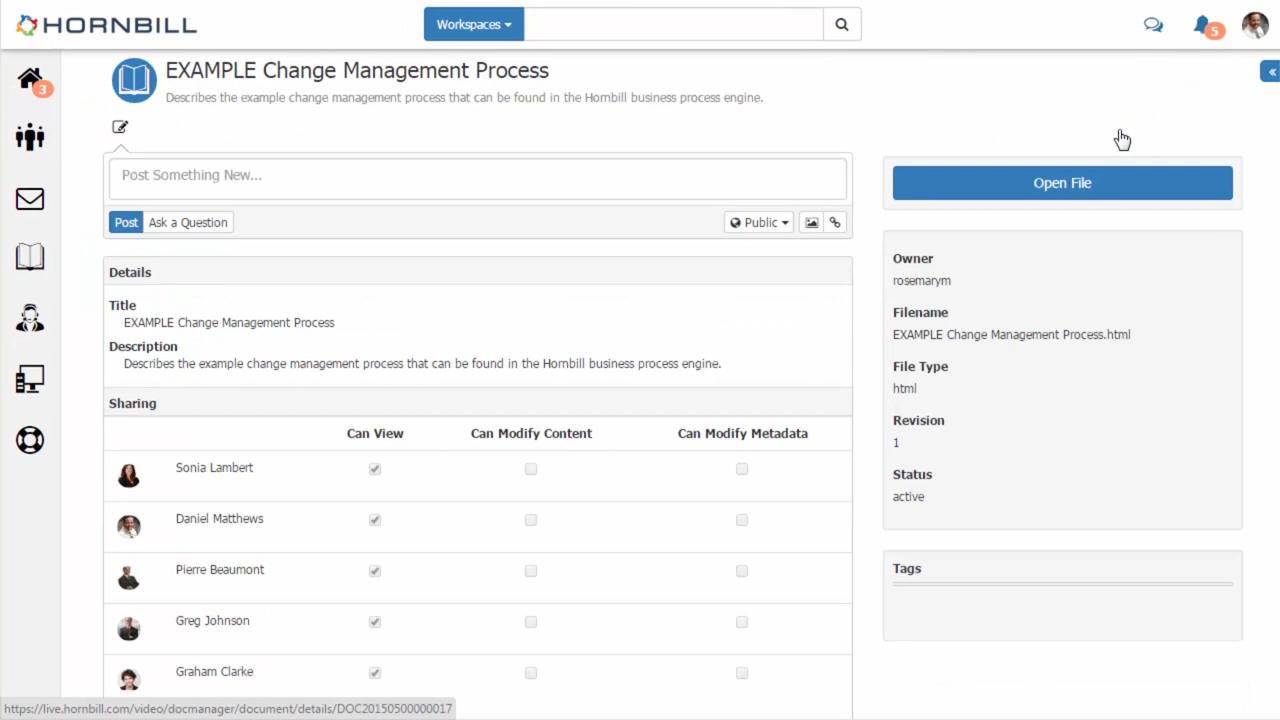 HORNBILL
Workspaces
5
3
EXAMPLE Change Management Process
Describes the example change management process that can be found in the Hornbill business process engine.
Post Something New...
Post Ask a Question Public
Open File
Details
Title
EXAMPLE Change Management Process
Description
Describes the example change management process that can be found in the Hornbill business process engine.
Sharing
Can View Can Modify Content Can Modify Metadata
Sonia Lambert
Daniel Matthews
Pierre Beaumont
Greg Johnson
Graham Clarke
Owner
rosemarym
Filename
EXAMPLE Change Management Process.html
File Type
html
Revision
1
Status
active
Tags
https://live.hornbill.com/video/docmanager/document/details/DOC20150500000017